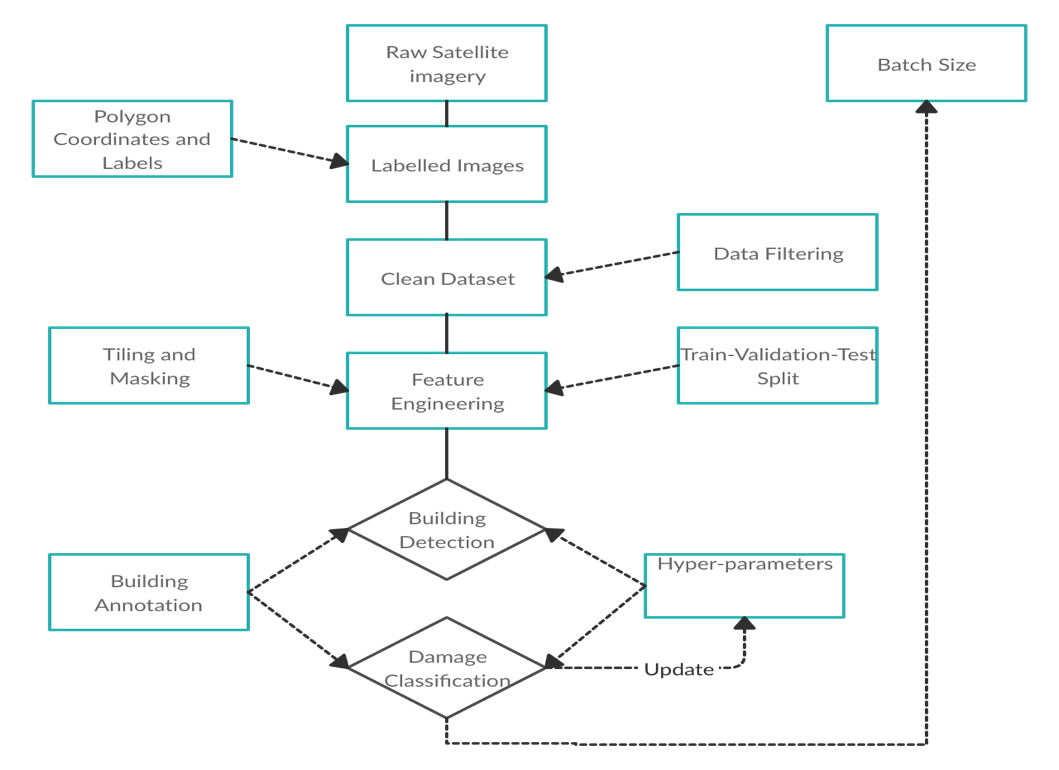 Raw Satellite
imagery
Batch Size
Polygon
Coordinates and
Labels
Labelled Images
Data Filtering
Clean Dataset
Tiling and
Masking
Train-Validation-Test
Split
Feature
Engineering
Building
Detection
Building
Annotation
Hyper-parameters
Damage
Classification
Update